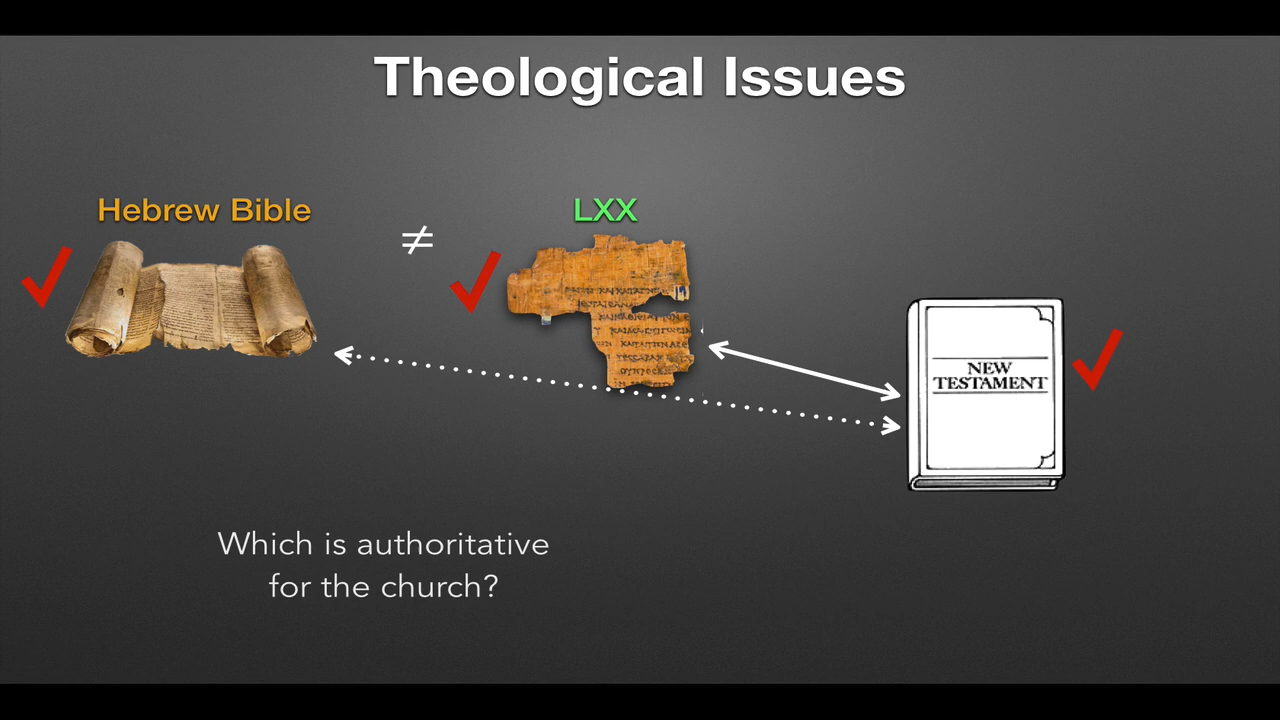 Theological Issues
Hebrew Bible
≠
LXX
NEW
TESTAMENT
Which is authoritative
for the church?